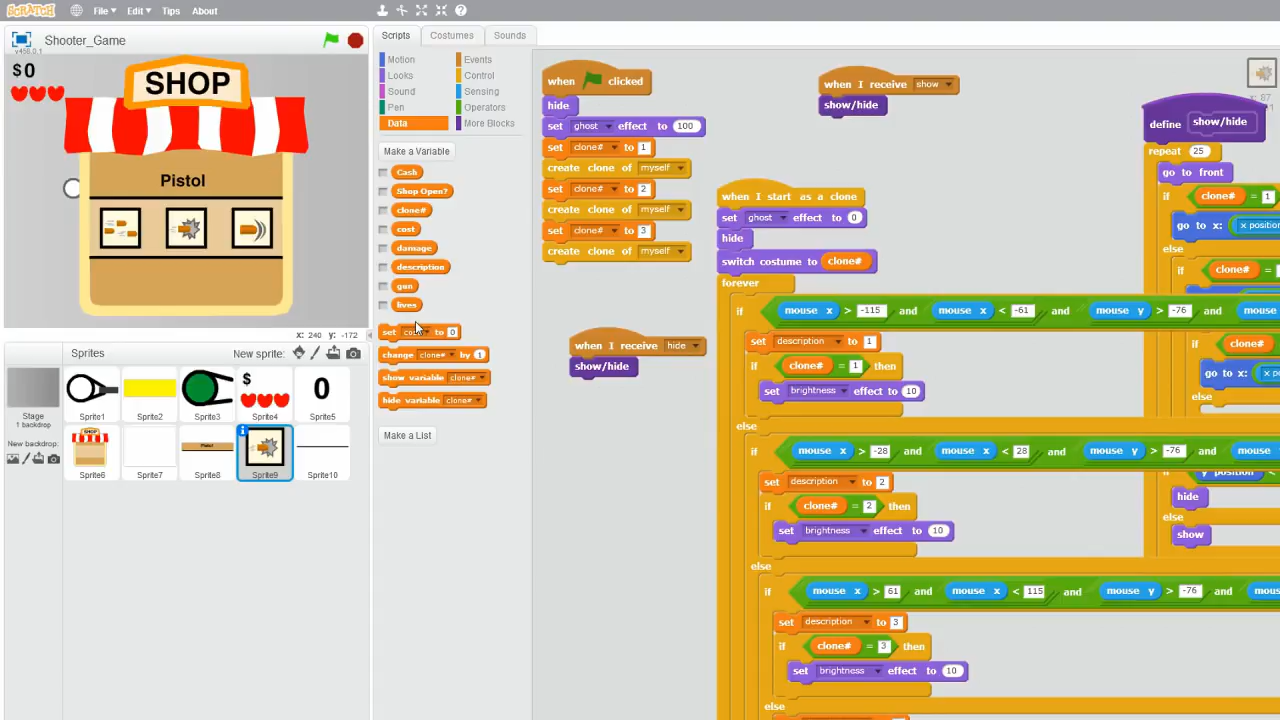 SCRATCH File Edit Tips About
Shooter_Game
v458.0.1
$0
SHOP
Pistol
x: 240 y: -172
Sprites New sprite:
Stage
1 backdrop
New backdrop:
Sprite1 Sprite2 Sprite3 Sprite4 Sprite5
$
0
SHOP
Pistol
Sprite6 Sprite7 Sprite8 Sprite9 Sprite10
Scripts Costumes Sounds
Motion Events
Looks Control
Sound Sensing
Pen Operators
Data More Blocks
Make a Variable
Cash
Shop Open?
clone#
cost
damage
description
gun
lives
set to 0
change clone# by 1
show variable clone#
hide variable clone#
Make a List
when clicked
hide
set ghost effect to 100
set clone# to 1
create clone of myself
set clone# to 2
create clone of myself
set clone# to 3
create clone of myself
when I receive hide
show/hide
when I receive show
show/hide
when I start as a clone
set ghost effect to 0
hide
switch costume to clone#
forever
if mouse x > -115 and mouse x < -61 and mouse y > -76
set description to 1
if clone# = 1 then
set brightness effect to 10
else
if mouse x > -28 and mouse x < 28 and mouse y > -76 and mouse
set description to 2
if clone# = 2 then
set brightness effect to 10
else
if mouse x > 61 and mouse x < 115 and mouse y > -76 and
set description to 3
if clone# = 3 then
set brightness effect to 10
else
define show/hide
repeat 25
go to front
if clone# = 1
go to x: x position
else
if clone# =
if clone#
go to x:
else
if y position <
hide
else
show